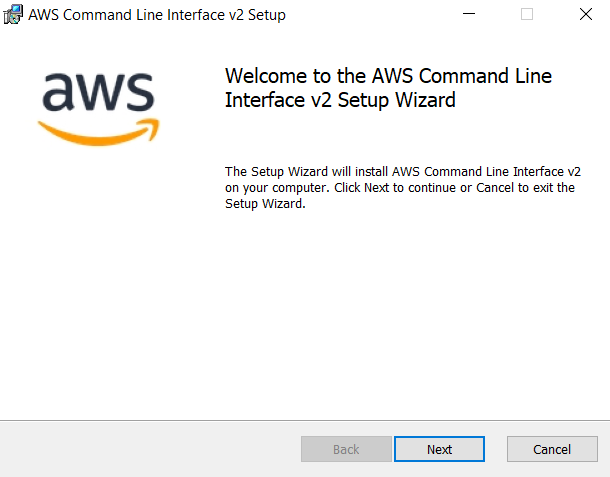 AWS Command Line Interface v2 Setup
aws
Welcome to the AWS Command Line
Interface v2 Setup Wizard
The Setup Wizard will install AWS Command Line Interface v2
on your computer. Click Next to continue or Cancel to exit the
Setup Wizard.
Back
Next
Cancel